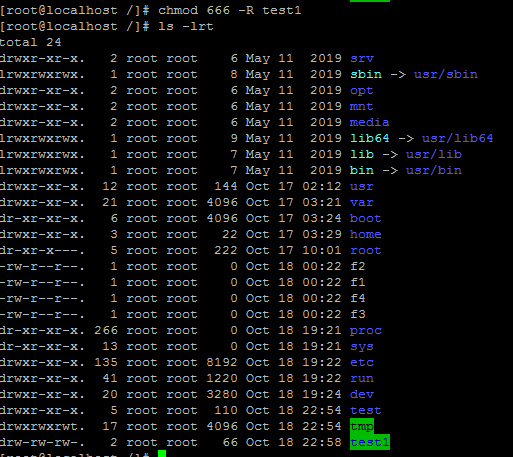 [root@localhost /]# chmod 666 -R test1
[root@localhost /]# ls -lrt
total 24
drwxr-xr-x.   2 root root    6 May 11  2019 srv
lrwxrwxrwx.   1 root root    8 May 11  2019 sbin -> usr/sbin
drwxr-xr-x.   2 root root    6 May 11  2019 opt
drwxr-xr-x.   2 root root    6 May 11  2019 mnt
drwxr-xr-x.   2 root root    6 May 11  2019 media
lrwxrwxrwx.   1 root root    9 May 11  2019 lib64 -> usr/lib64
lrwxrwxrwx.   1 root root    7 May 11  2019 lib -> usr/lib
lrwxrwxrwx.   1 root root    7 May 11  2019 bin -> usr/bin
drwxr-xr-x.  12 root root  144 Oct 17 02:12 usr
drwxr-xr-x.  21 root root 4096 Oct 17 03:21 var
dr-xr-xr-x.   6 root root 4096 Oct 17 03:24 boot
drwxr-xr-x.   3 root root   22 Oct 17 03:29 home
dr-xr-x---.   5 root root  222 Oct 17 10:01 root
-rw-r--r--.   1 root root    0 Oct 18 00:22 f2
-rw-r--r--.   1 root root    0 Oct 18 00:22 f1
-rw-r--r--.   1 root root    0 Oct 18 00:22 f4
-rw-r--r--.   1 root root    0 Oct 18 00:22 f3
dr-xr-xr-x. 266 root root    0 Oct 18 19:21 proc
dr-xr-xr-x.  13 root root    0 Oct 18 19:21 sys
drwxr-xr-x. 135 root root 8192 Oct 18 19:22 etc
drwxr-xr-x.  41 root root 1220 Oct 18 19:22 run
drwxr-xr-x.  20 root root 3280 Oct 18 19:24 dev
drwxr-xr-x.   5 root root  110 Oct 18 22:54 test
drwxrwxrwt.  17 root root 4096 Oct 18 22:54 tmp
drw-rw-rw-.   2 root root   66 Oct 18 22:58 test1
[root@localhost /]#